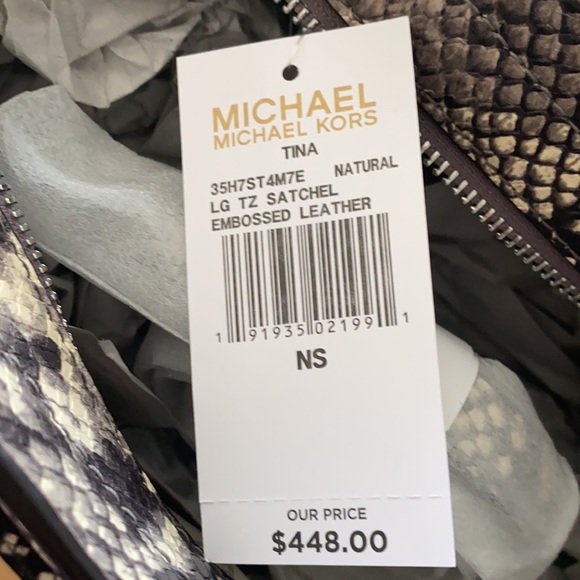 MICHAEL
MICHAEL KORS
TINA
35H7ST4M7E NATURAL
LG TZ SATCHEL
EMBOSSED LEATHER
1 91935 02199 1
NS
OUR PRICE
$448.00